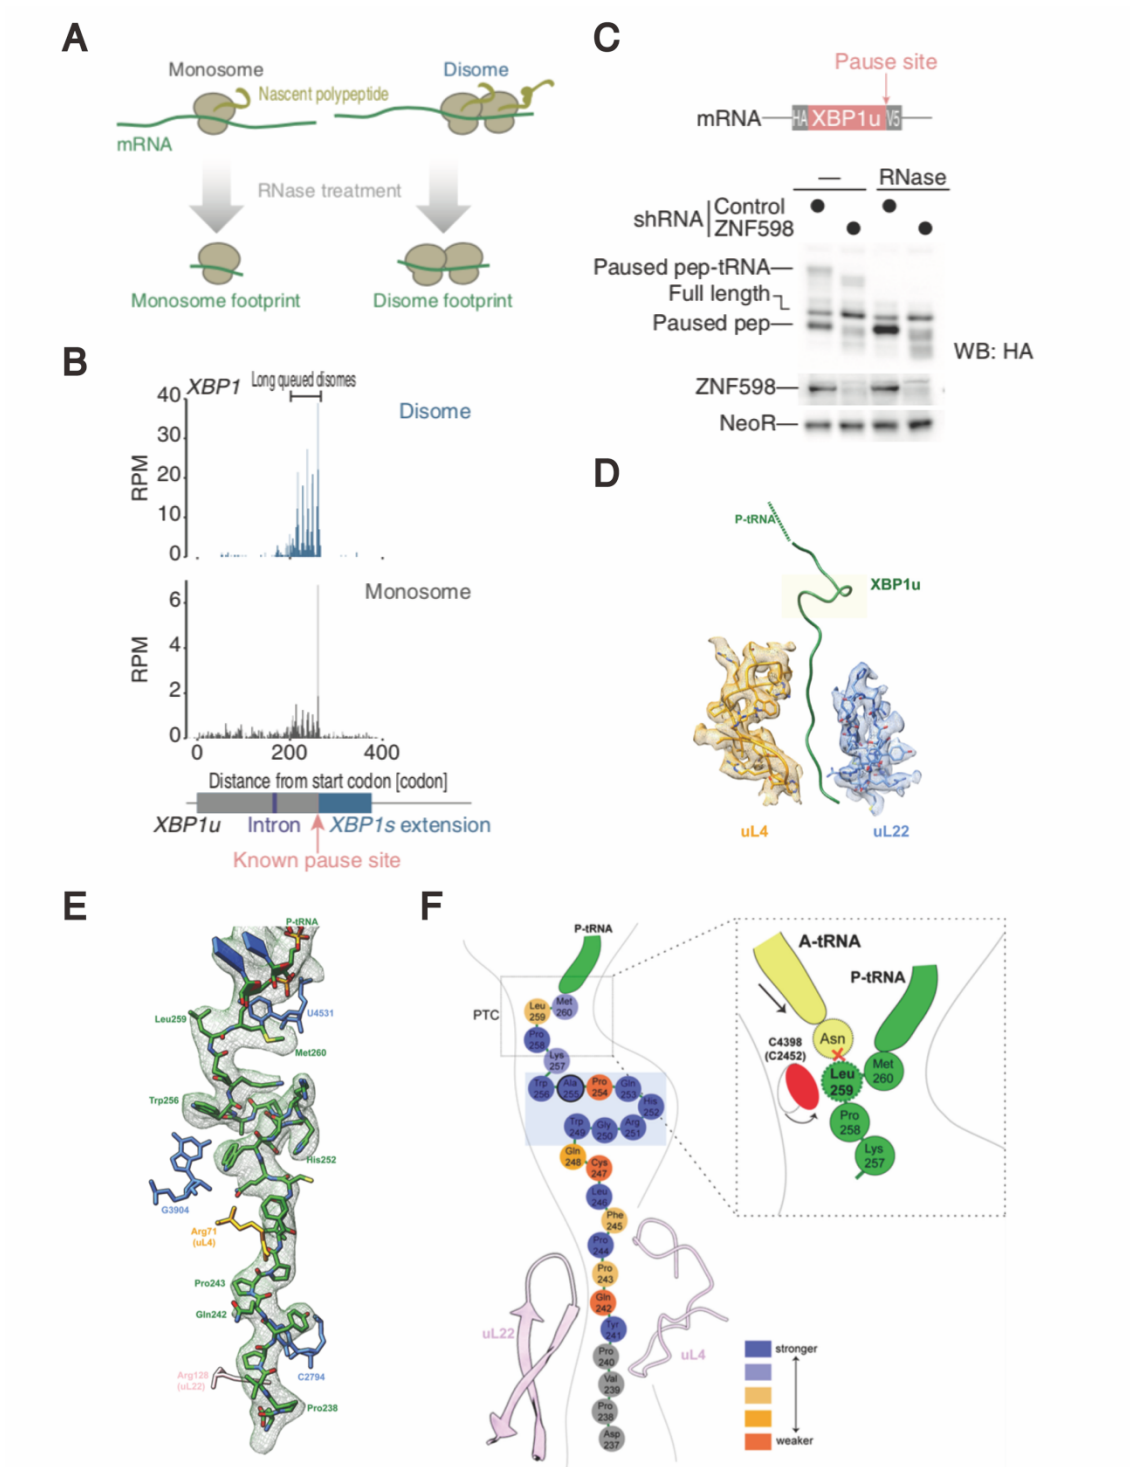 A
Monosome
Disome
Nascent polypeptide
mRNA
RNase treatment
Monosome footprint
Disome footprint
B
XBP1
Long queued disomes
Disome
40
30
20
10
0
RPM
Monosome
6
4
2
0
RPM
0
200
400
Distance from start codon [codon]
XBP1u
Intron
XBP1s extension
Known pause site
C
Pause site
mRNA
HA
XBP1u
V5
—
RNase
shRNA
Control
ZNF598
Paused pep-tRNA
Full length
Paused pep
WB: HA
ZNF598
NeoR
D
P-tRNA
XBP1u
uL4
uL22
E
P-tRNA
U4531
Leu259
Met260
Trp256
His252
G3904
Arg71
(uL4)
Pro243
Gln242
Arg128
(uL22)
C2794
Pro238
F
P-tRNA
PTC
Leu
259
Met
260
Pro
258
Lys
257
Trp
256
Ala
255
Pro
254
Gln
253
His
252
Trp
249
Gly
250
Arg
251
Gln
248
Cys
247
Leu
246
Phe
245
Pro
244
Pro
243
Gln
242
Tyr
241
Pro
240
Val
239
Pro
238
Asp
237
uL22
uL4
stronger
weaker
A-tRNA
P-tRNA
Asn
C4398
(C2452)
Leu
259
Met
260
Pro
258
Lys
257